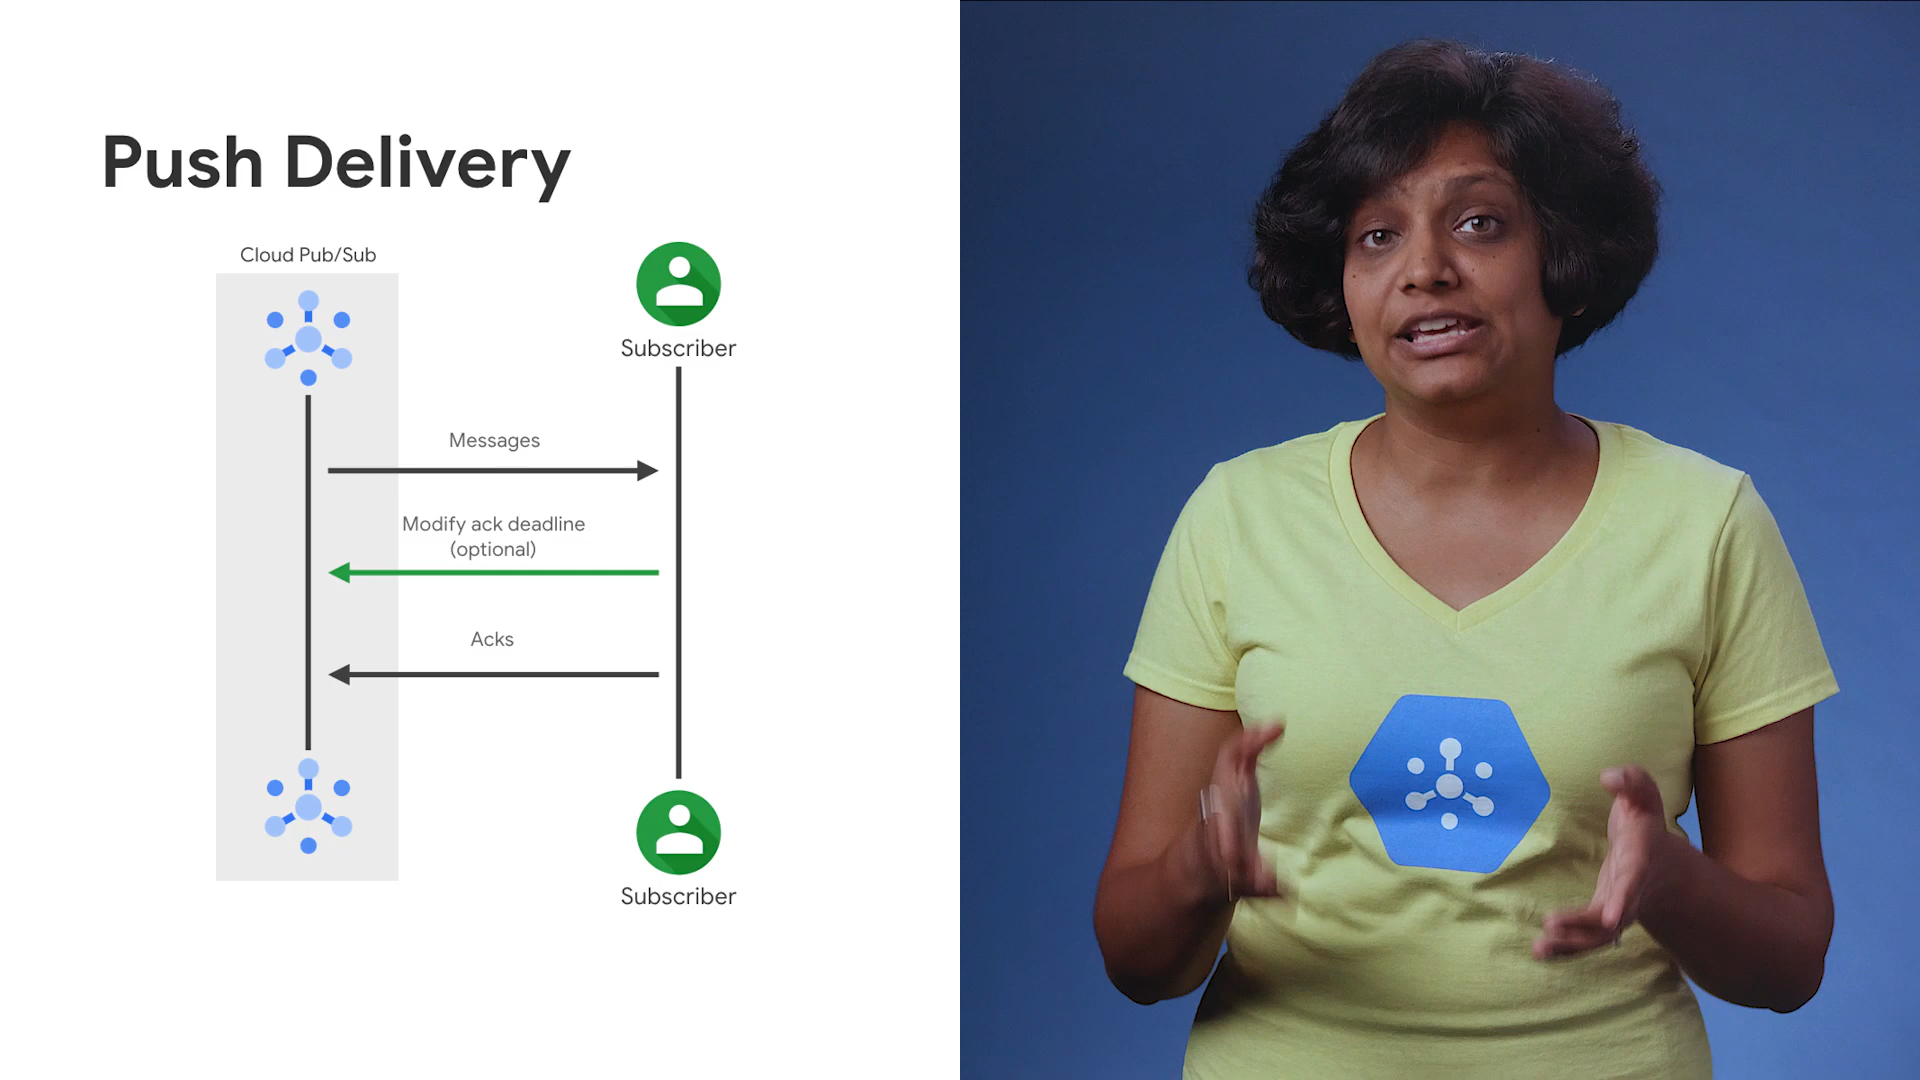 Push Delivery
Cloud Pub/Sub
Subscriber
Messages
Modify ack deadline
(optional)
Acks
Subscriber